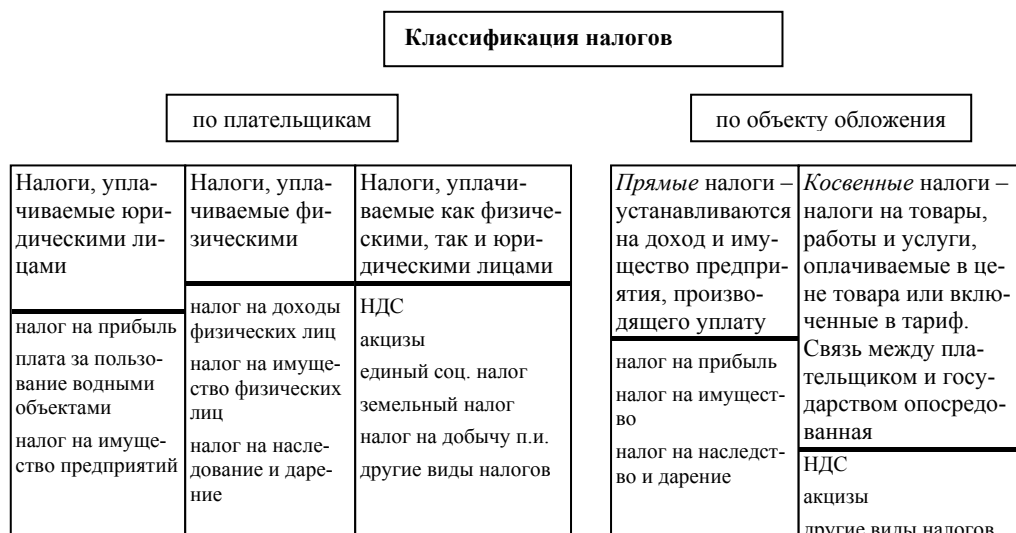 Классификация налогов
по плательщикам
по объекту обложения
Налоги, упла-
чиваемые юри-
дическими ли-
цами
налог на прибыль
плата за пользо-
вание водными
объектами
налог на имуще-
ство предприятий
Налоги, упла-
чиваемые фи-
зическими
налог на доходы
физических лиц
налог на имуще-
ство физических
лиц
налог на насле-
дование и даре-
ние
Налоги, уплачи-
ваемые как физиче-
скими, так и юри-
дическими лицами
НДС
акцизы
единый соц. налог
земельный налог
налог на добычу п.и.
другие виды налогов
Прямые налоги –
устанавливаются
на доход и иму-
щество предпри-
ятия, произво-
дящего уплату
налог на прибыль
налог на имущест-
во
налог на наследст-
во и дарение
Косвенные налоги –
налоги на товары,
работы и услуги,
оплачиваемые в це-
не товара или вклю-
ченные в тариф.
Связь между пла-
тельщиком и госу-
дарством опосредо-
ванная
НДС
акцизы
другие виды налогов